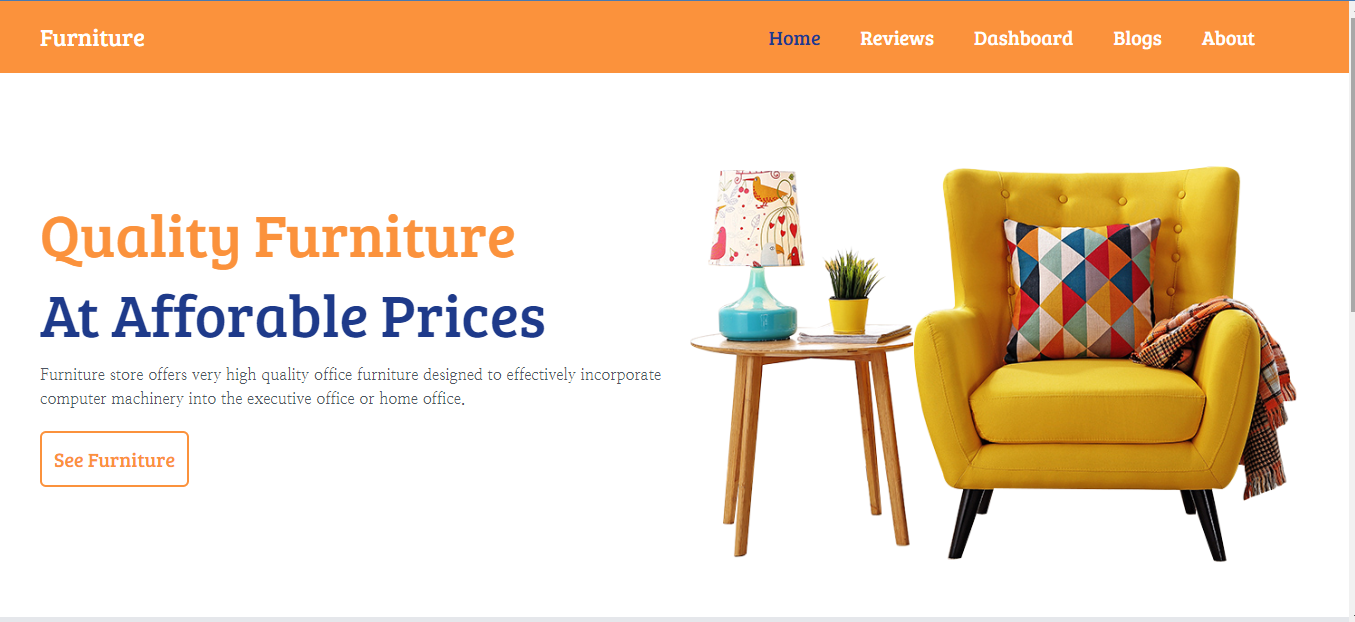 Furniture
Home Reviews Dashboard Blogs About
Quality Furniture
At Afforable Prices
Furniture store offers very high quality office furniture designed to effectively incorporate
computer machinery into the executive office or home office.
See Furniture